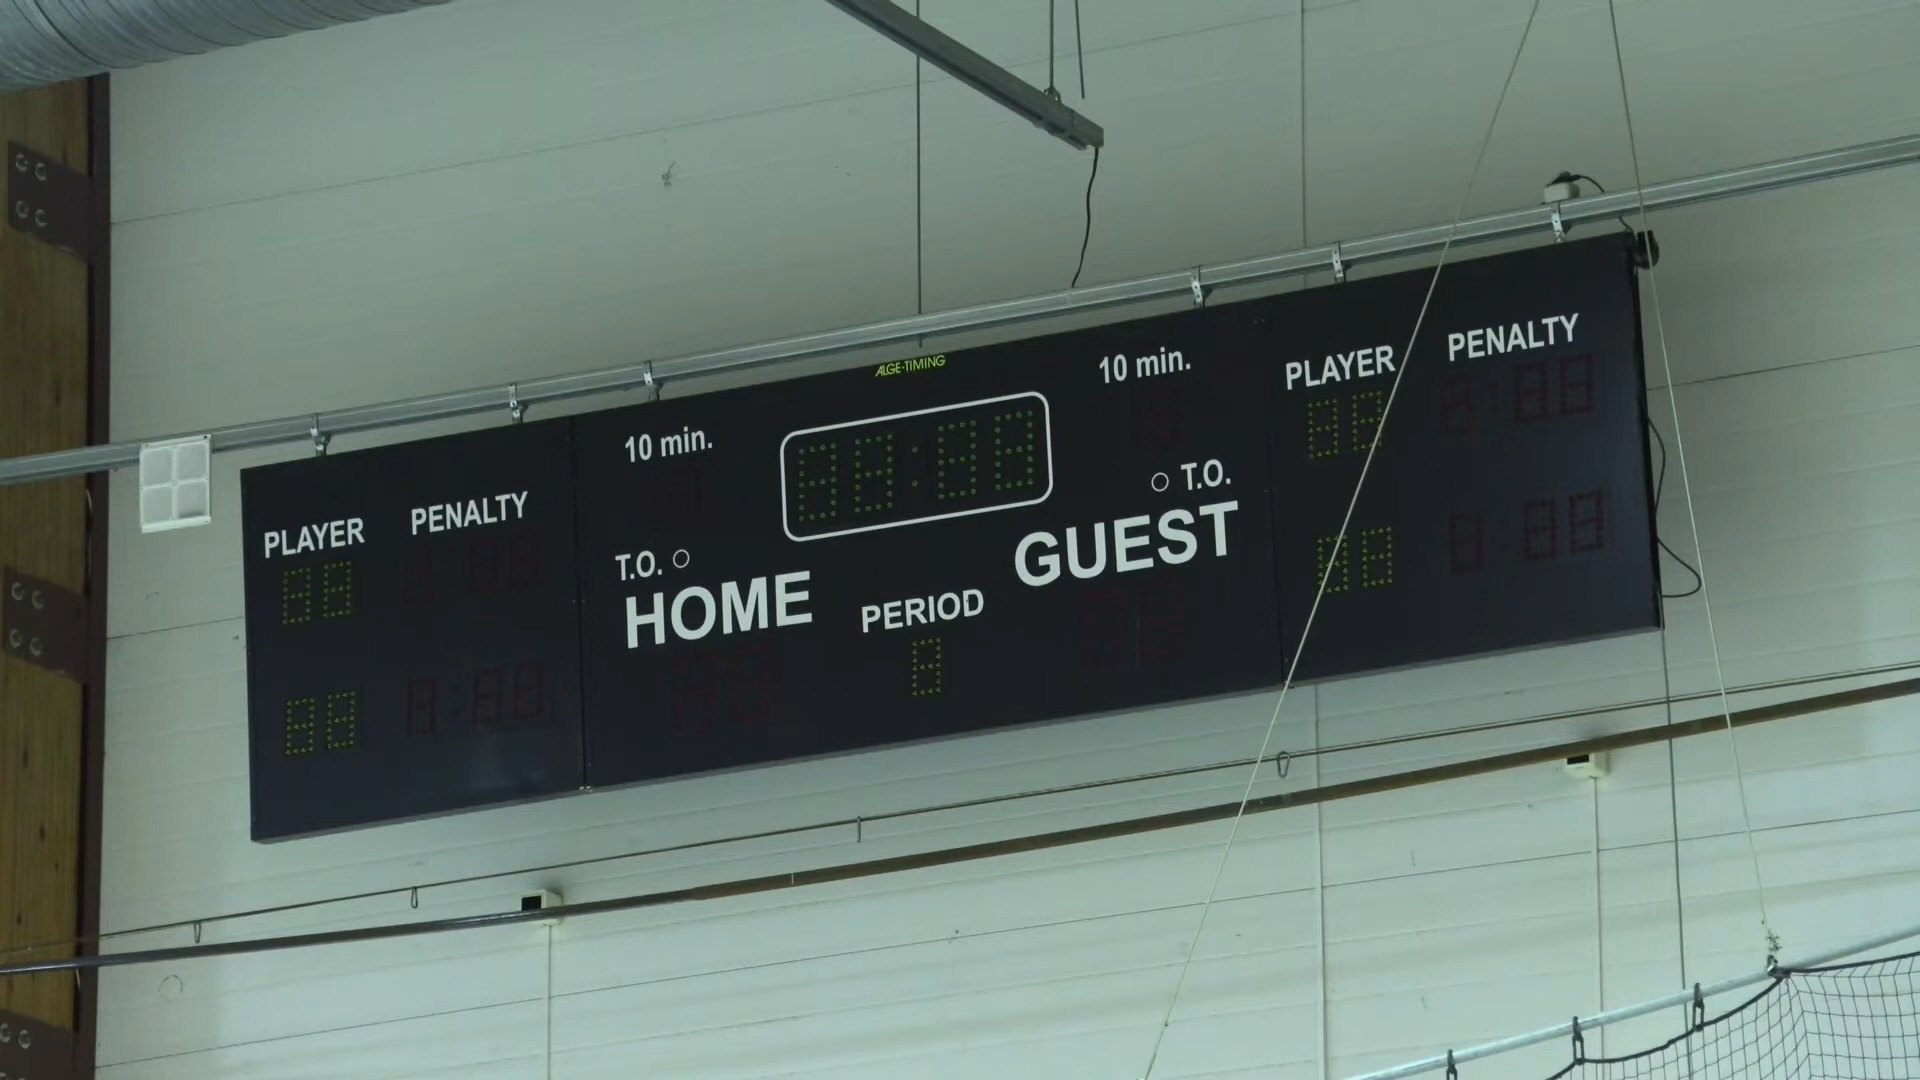 ALGE-TIMING
10 min.
10 min.
PLAYER
PENALTY
PLAYER
PENALTY
T.O.
T.O.
HOME
GUEST
PERIOD